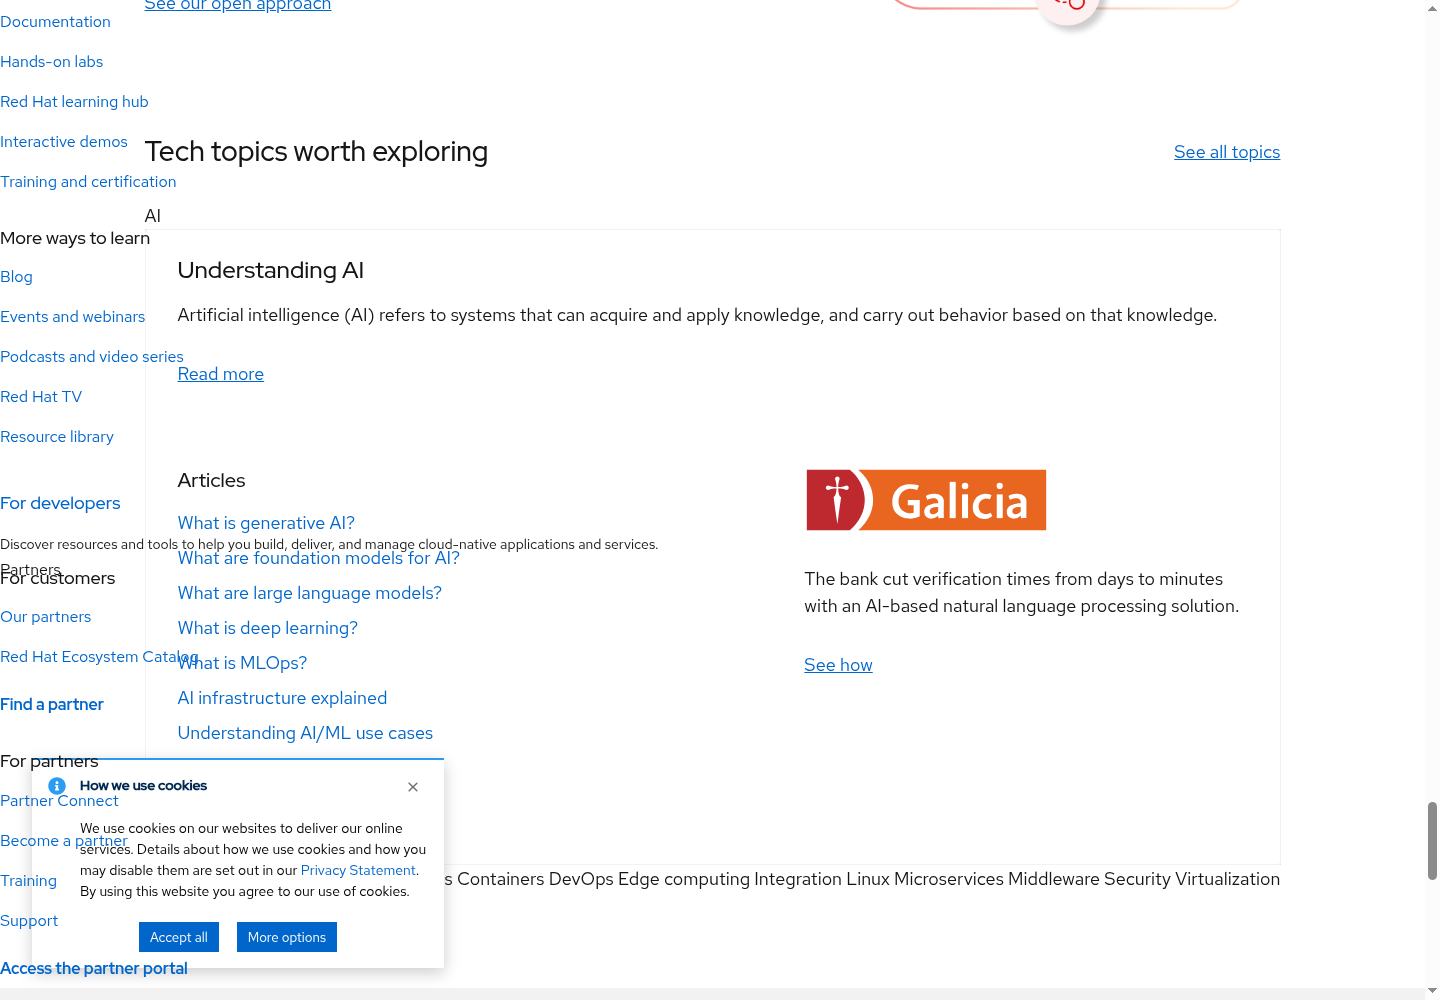 See our open approach
Documentation
Hands-on labs
Red Hat learning hub
Interactive demos
Training and certification
More ways to learn
Blog
Events and webinars
Podcasts and video series
Red Hat TV
Resource library
For developers
Discover resources and tools to help you build, deliver, and manage cloud-native applications and services.
Partners
For customers
Our partners
Red Hat Ecosystem Catalog
Find a partner
For partners
Partner Connect
Become a partner
Training
Support
Access the partner portal
Tech topics worth exploring
See all topics
AI
Understanding AI
Artificial intelligence (AI) refers to systems that can acquire and apply knowledge, and carry out behavior based on that knowledge.
Read more
Articles
What is generative AI?
What are foundation models for AI?
What are large language models?
What is deep learning?
What is MLOps?
AI infrastructure explained
Understanding AI/ML use cases
Galicia
The bank cut verification times from days to minutes
with an AI-based natural language processing solution.
See how
Containers DevOps Edge computing Integration Linux Microservices Middleware Security Virtualization
How we use cookies
We use cookies on our websites to deliver our online
services. Details about how we use cookies and how you
may disable them are set out in our Privacy Statement.
By using this website you agree to our use of cookies.
Accept all
More options